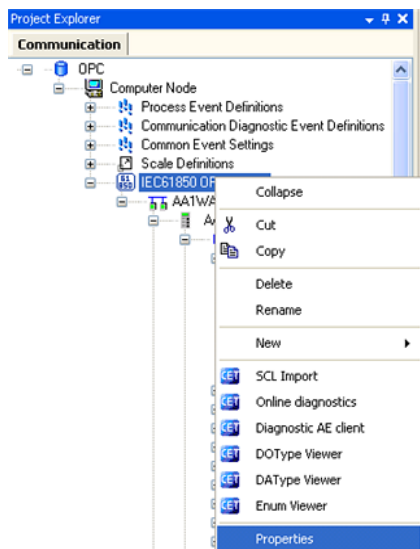 Project Explorer
Communication
OPC
Computer Node
Process Event Definitions
Communication Diagnostic Event Definitions
Common Event Settings
Scale Definitions
IEC61850 OP
AA1WA
A
Collapse
Cut
Copy
Delete
Rename
New
SCL Import
Online diagnostics
Diagnostic AE client
DOType Viewer
DAType Viewer
Enum Viewer
Properties